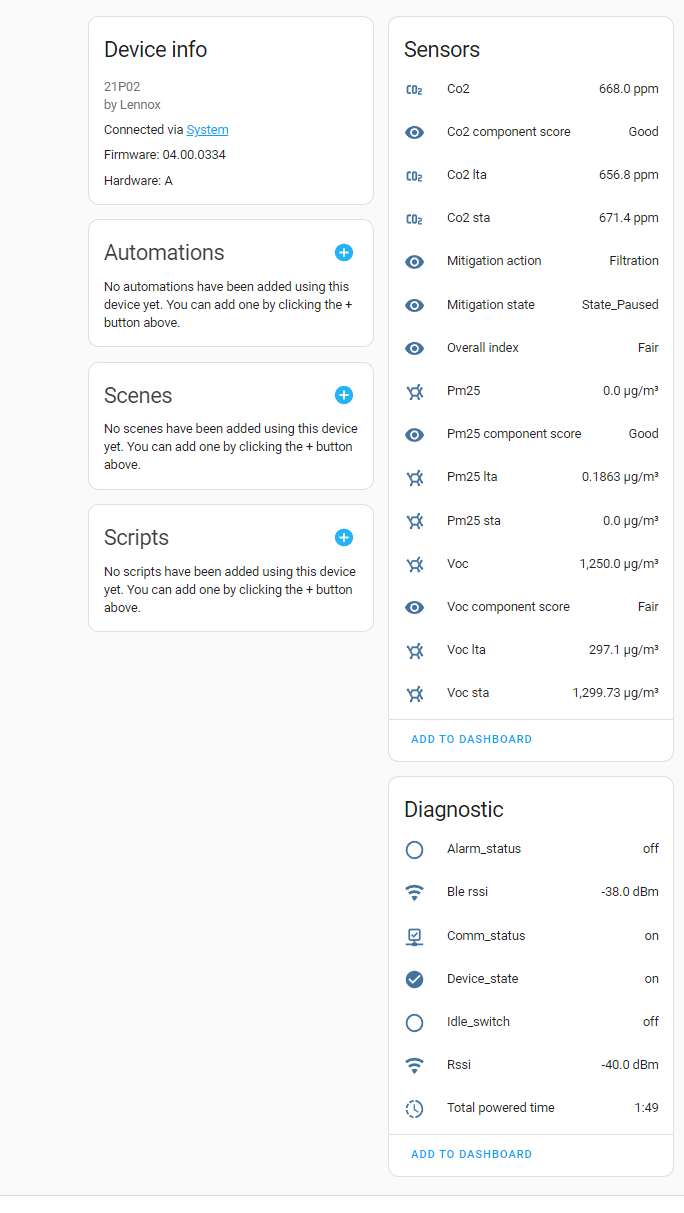 Device info
21P02
by Lennox
Connected via System
Firmware: 04.00.0334
Hardware: A
Automations
No automations have been added using this
device yet. You can add one by clicking the +
button above.
Scenes
No scenes have been added using this device
yet. You can add one by clicking the + button
above.
Scripts
No scripts have been added using this device
yet. You can add one by clicking the + button
above.
Sensors
CO2 Co2 668.0 ppm
Co2 component score Good
CO2 Co2 lta 656.8 ppm
CO2 Co2 sta 671.4 ppm
Mitigation action Filtration
Mitigation state State_Paused
Overall index Fair
Pm25 0.0 µg/m³
Pm25 component score Good
Pm25 lta 0.1863 µg/m³
Pm25 sta 0.0 µg/m³
Voc 1,250.0 µg/m³
Voc component score Fair
Voc lta 297.1 µg/m³
Voc sta 1,299.73 µg/m³
ADD TO DASHBOARD
Diagnostic
Alarm_status off
Ble rssi -38.0 dBm
Comm_status on
Device_state on
Idle_switch off
Rssi -40.0 dBm
Total powered time 1:49
ADD TO DASHBOARD